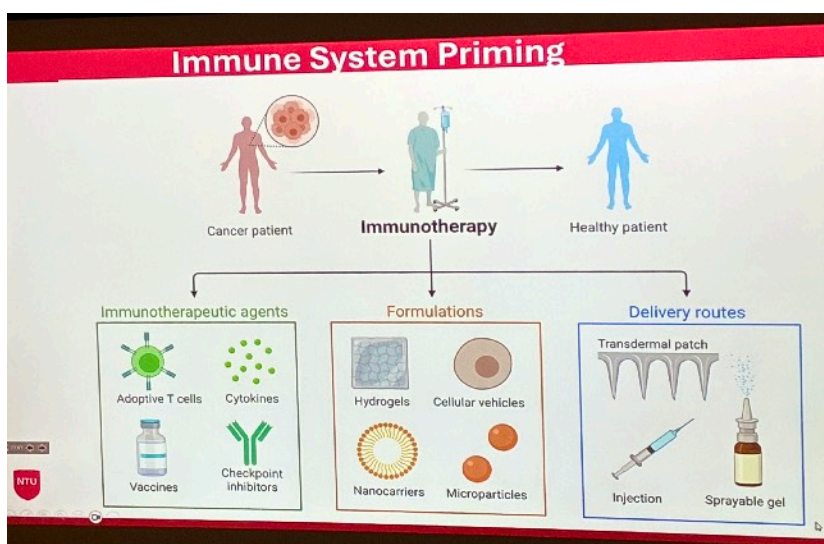 Immune System Priming
Cancer patient
Immunotherapy
Healthy patient
Immunotherapeutic agents
Formulations
Delivery routes
Adoptive T cells
Cytokines
Vaccines
Checkpoint
inhibitors
Hydrogels
Cellular vehicles
Nanocarriers
Microparticles
Transdermal patch
Injection
Sprayable gel
NTU